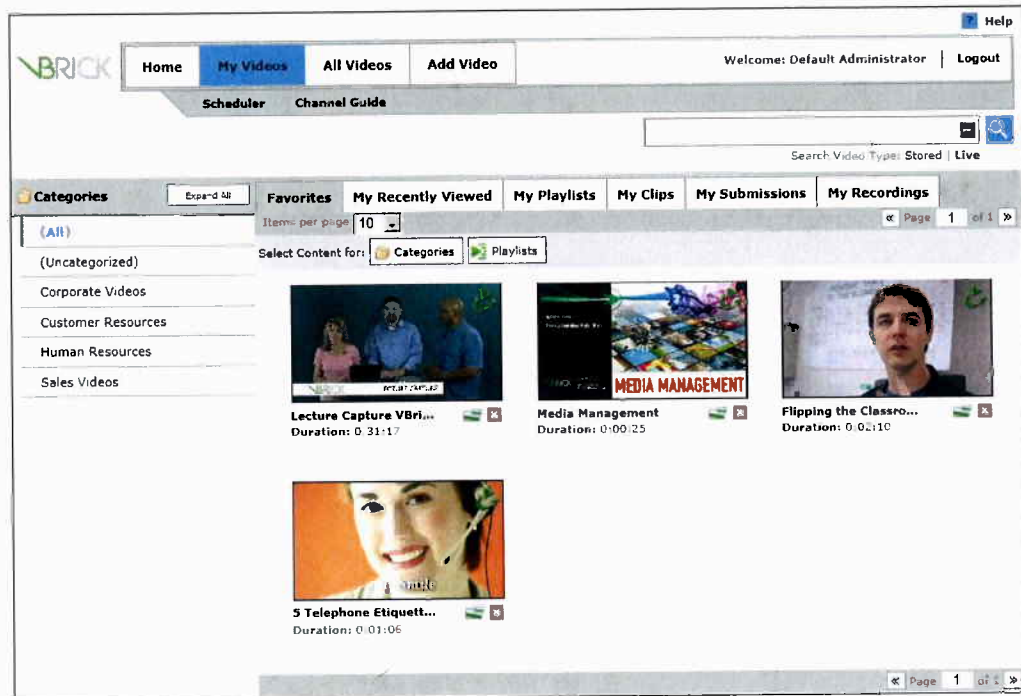 ? Help
VBRICK
Home My Videos All Videos Add Video
Welcome: Default Administrator | Logout
Scheduler Channel Guide
Search Video Type: Stored | Live
Categories Expand All
Favorites My Recently Viewed My Playlists My Clips My Submissions My Recordings
Items per page 10
« Page 1 of 1 »
(All)
Select Content for: Categories Playlists
(Uncategorized)
Corporate Videos
Customer Resources
Human Resources
Sales Videos
VBRICK
MEDIA MANAGEMENT
Lecture Capture VBri...
Duration: 0:31:17
Media Management
Duration: 0:00:25
Flipping the Classro...
Duration: 0:02:10
smile
5 Telephone Etiquett...
Duration: 0:01:06
« Page 1 of 1 »